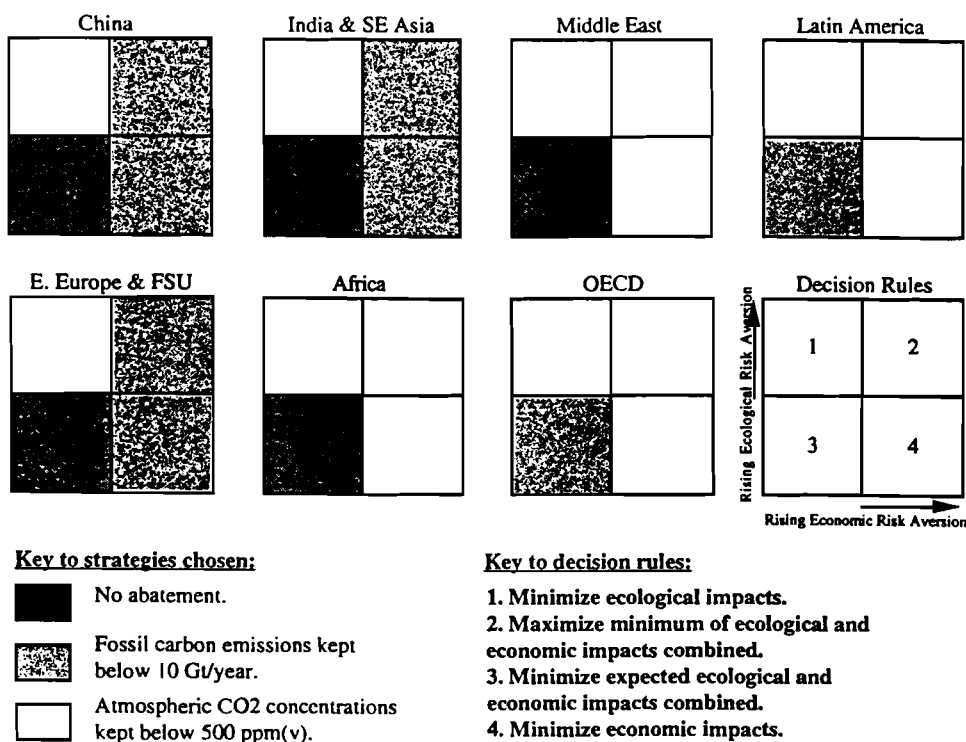 China
India & SE Asia
Middle East
Latin America
E. Europe & FSU
Africa
OECD
Decision Rules
Rising Ecological Risk Aversion
1
2
3
4
Rising Economic Risk Aversion
Key to strategies chosen:
No abatement.
Fossil carbon emissions kept
below 10 Gt/year.
Atmospheric CO2 concentrations
kept below 500 ppm(v).
Key to decision rules:
1. Minimize ecological impacts.
2. Maximize minimum of ecological and
economic impacts combined.
3. Minimize expected ecological and
economic impacts combined.
4. Minimize economic impacts.